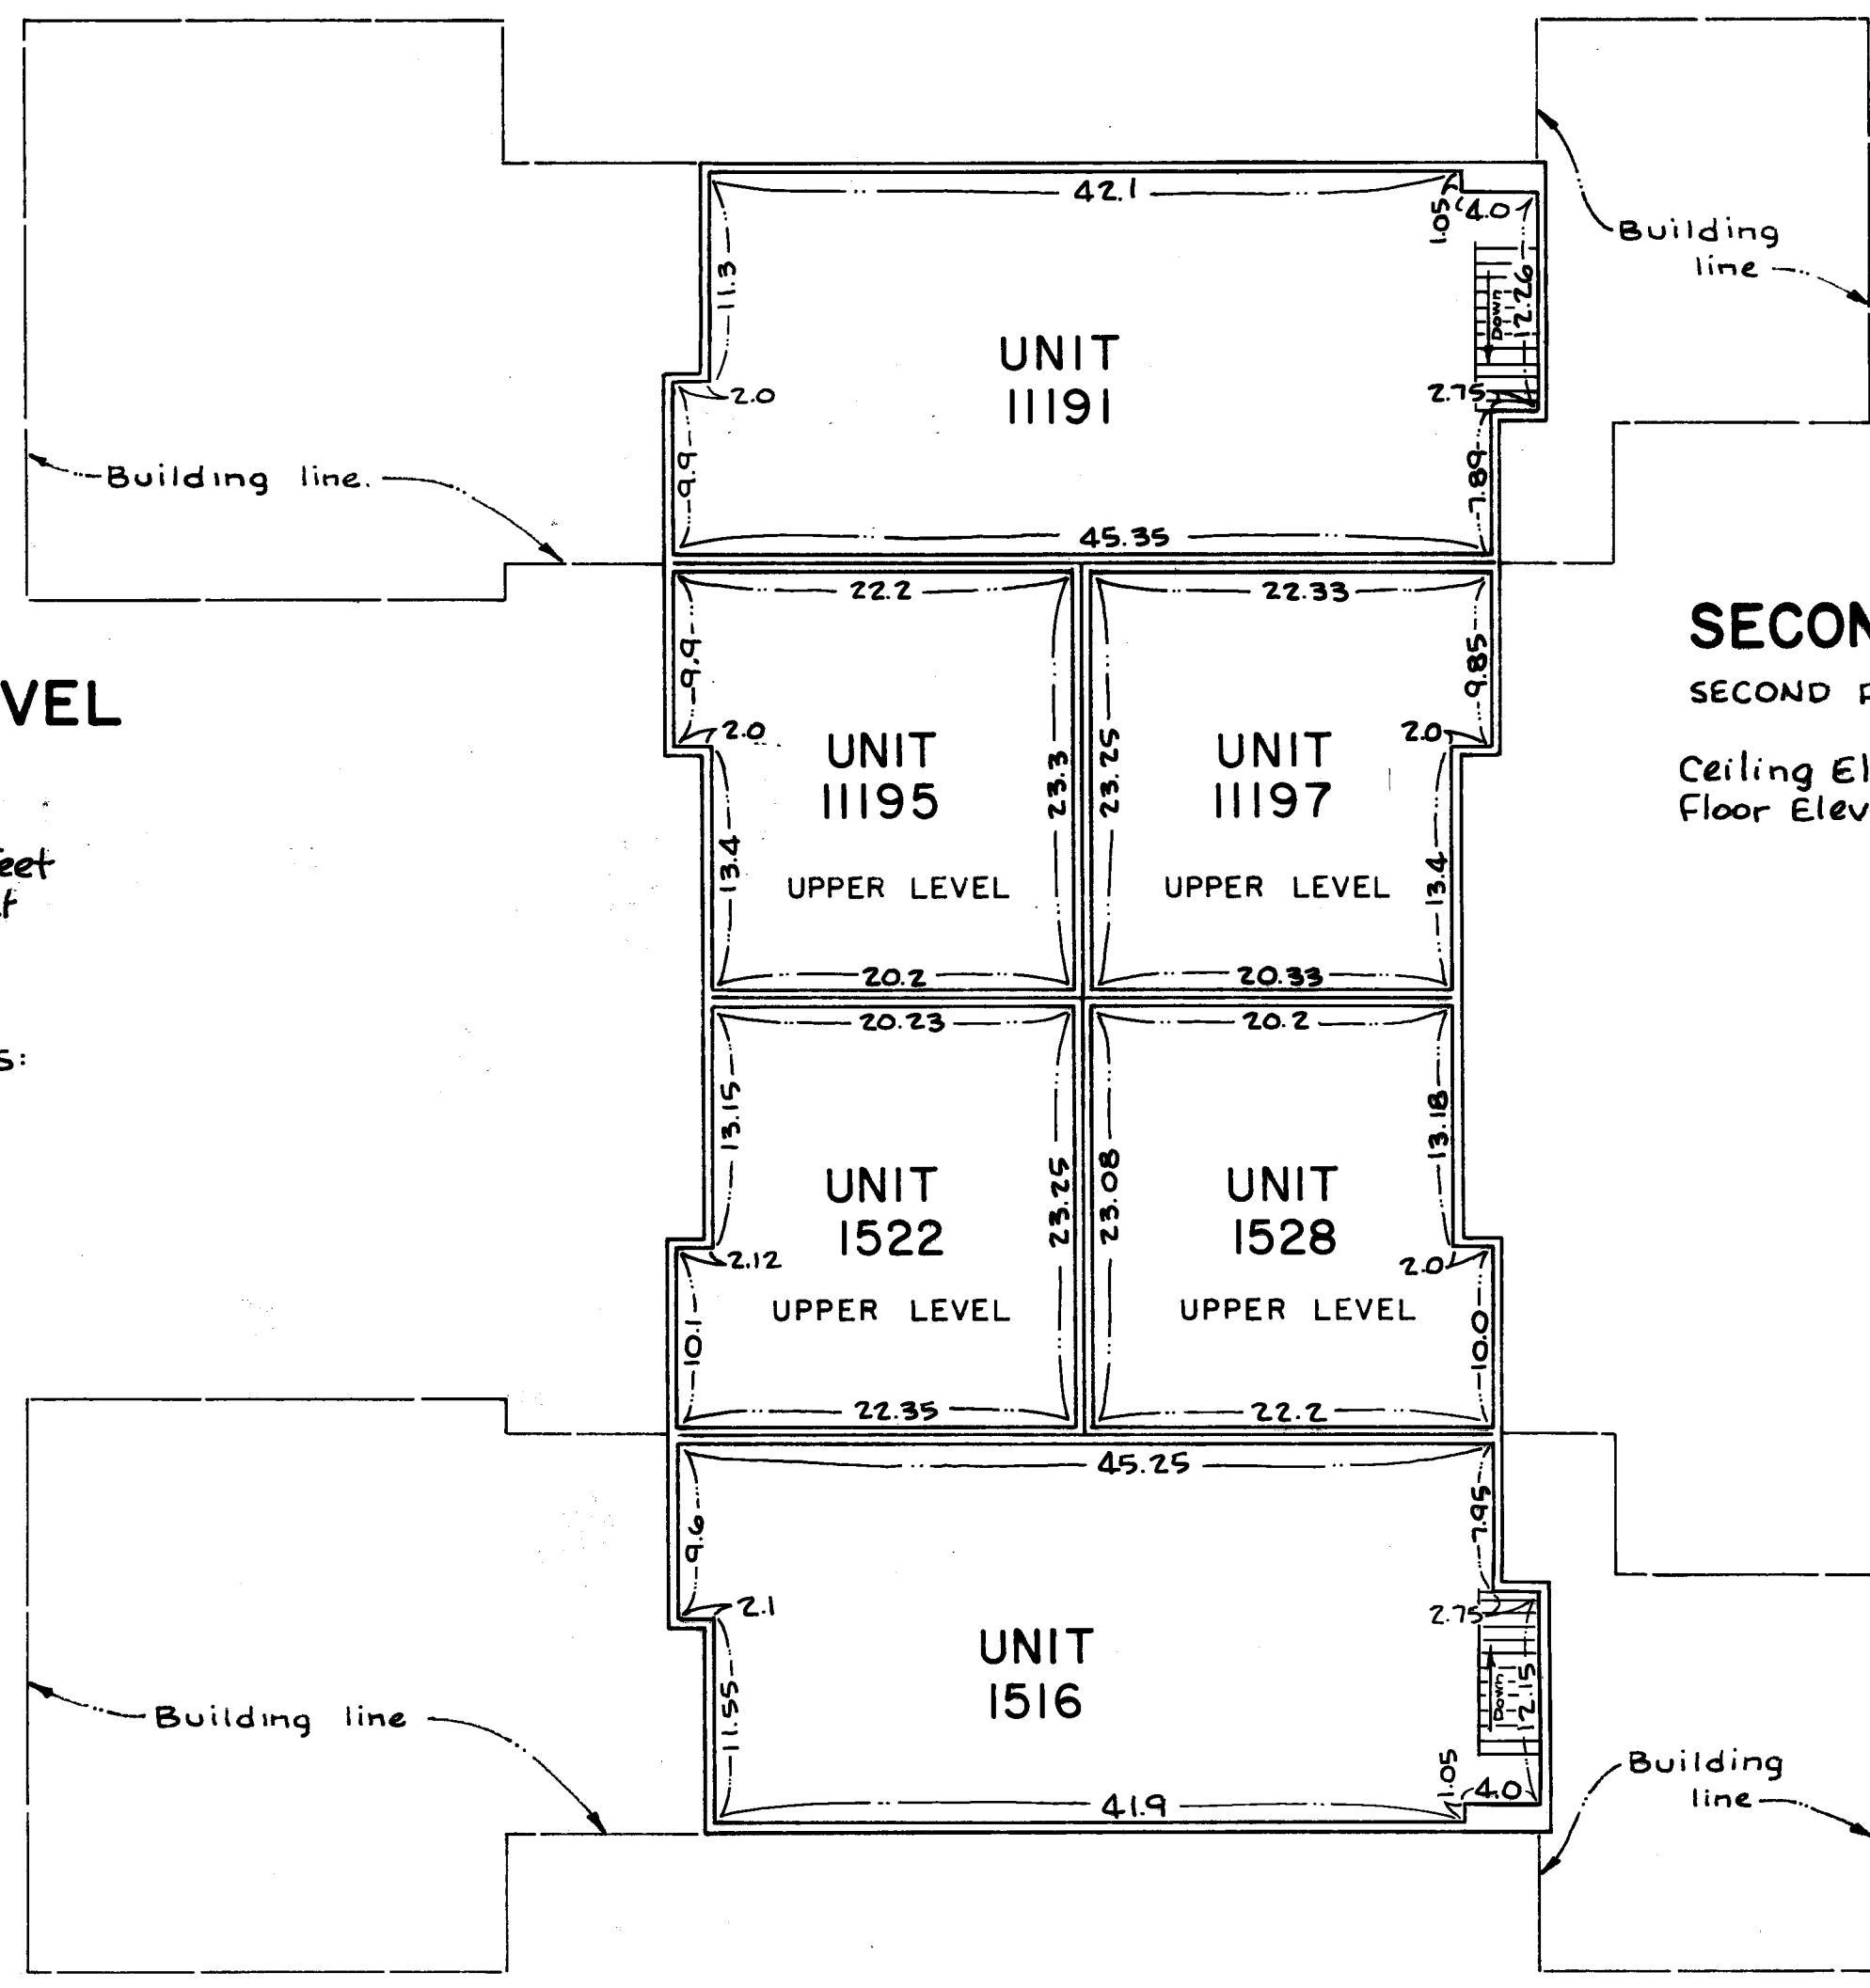 42.1
1.05
4.0
11.3
12.26
Down
Building
line
UNIT
11191
2.0
2.75
9.9
7.89
Building line.
45.35
22.2
22.33
9.9
9.85
SECON
SECOND
VEL
2.0
2.0
UNIT
11195
23.3
23.25
UNIT
11197
Ceiling El
Floor Elev
13.4
13.4
eet
UPPER LEVEL
UPPER LEVEL
20.2
20.33
20.23
20.2
s:
13.15
13.18
UNIT
1522
23.25
23.08
UNIT
1528
2.12
2.0
UPPER LEVEL
UPPER LEVEL
10.1
10.0
22.35
22.2
45.25
9.6
7.95
2.1
2.75
UNIT
1516
11.55
Down
12.15
Building line
1.05
4.0
41.9
Building
line